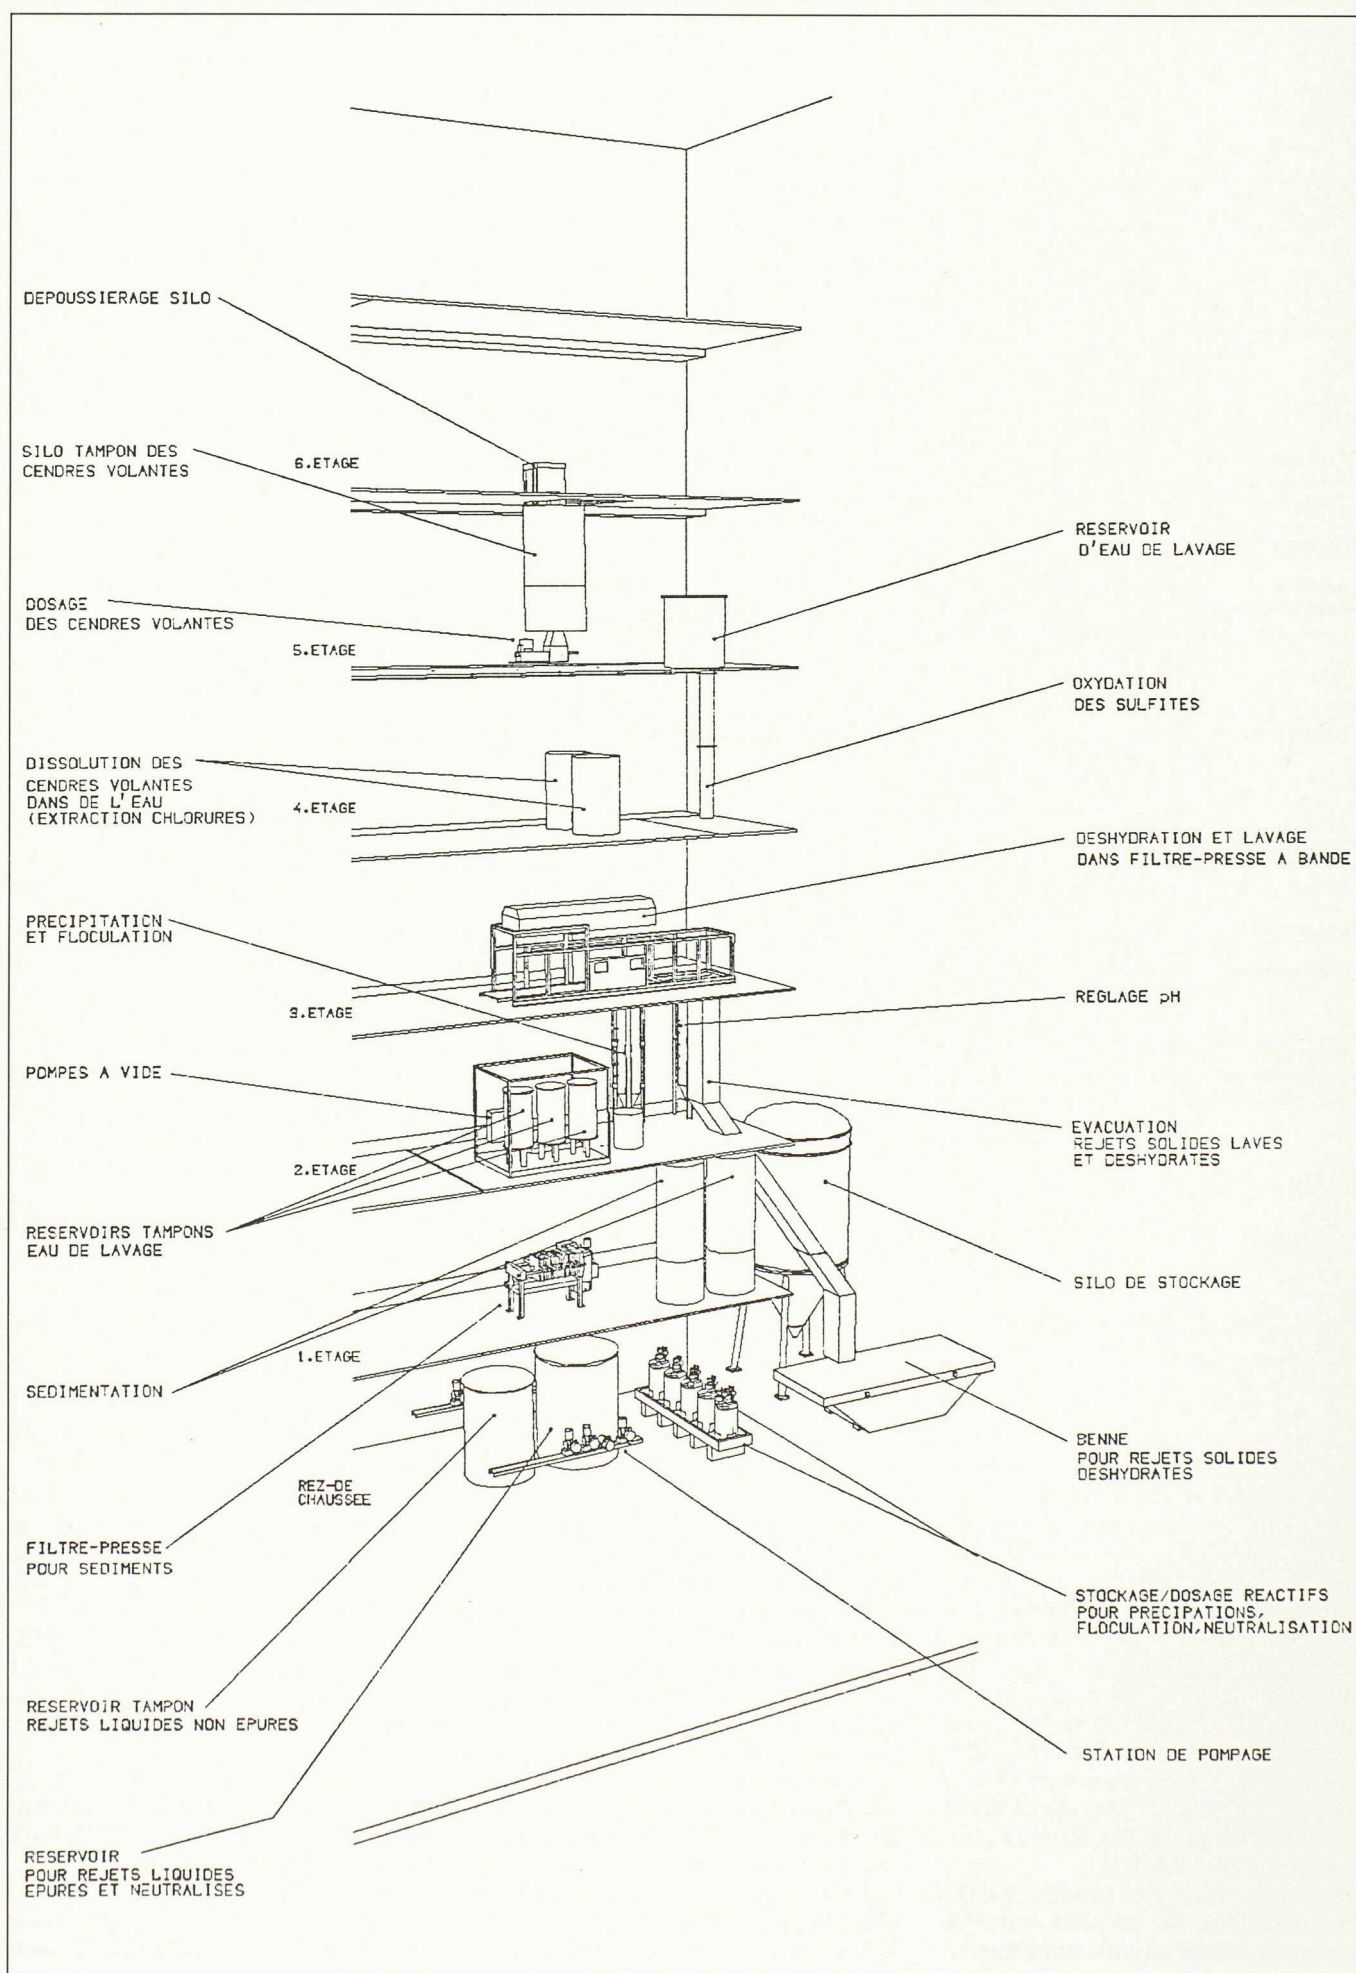 DEPOUSSIERAGE SILO
SILO TAMPON DES
CENDRES VOLANTES
6.ETAGE
RESERVOIR
D'EAU DE LAVAGE
DOSAGE
DES CENDRES VOLANTES
5.ETAGE
OXYDATION
DES SULFITES
DISSOLUTION DES
CENDRES VOLANTES
DANS DE L'EAU
(EXTRACTION CHLORURES)
4.ETAGE
DESHYDRATION ET LAVAGE
DANS FILTRE-PRESSE A BANDE
PRECIPITATION
ET FLOCULATION
3.ETAGE
REGLAGE pH
POMPES A VIDE
EVACUATION
REJETS SOLIDES LAVES
ET DESHYDRATES
2.ETAGE
RESERVOIRS TAMPONS
EAU DE LAVAGE
SILO DE STOCKAGE
1.ETAGE
SEDIMENTATION
BENNE
POUR REJETS SOLIDES
DESHYDRATES
REZ-DE
CHAUSSEE
FILTRE-PRESSE
POUR SEDIMENTS
STOCKAGE/DOSAGE REACTIFS
POUR PRECIPATIONS,
FLOCULATION,NEUTRALISATION
RESERVOIR TAMPON
REJETS LIQUIDES NON EPURES
STATION DE POMPAGE
RESERVOIR
POUR REJETS LIQUIDES
EPURES ET NEUTRALISES